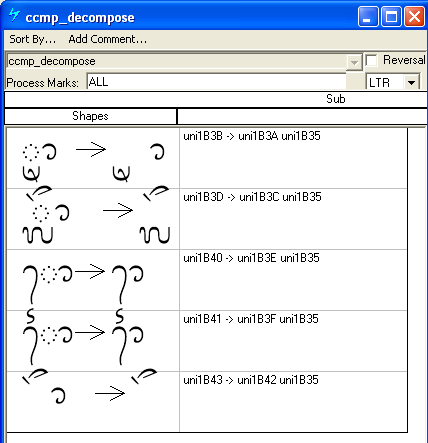 ccmp_decompose
Sort By... Add Comment...
ccmp_decompose Reversal
Process Marks: ALL LTR
Sub
Shapes
uni1B3B -> uni1B3A uni1B35
uni1B3D -> uni1B3C uni1B35
uni1B40 -> uni1B3E uni1B35
uni1B41 -> uni1B3F uni1B35
uni1B43 -> uni1B42 uni1B35